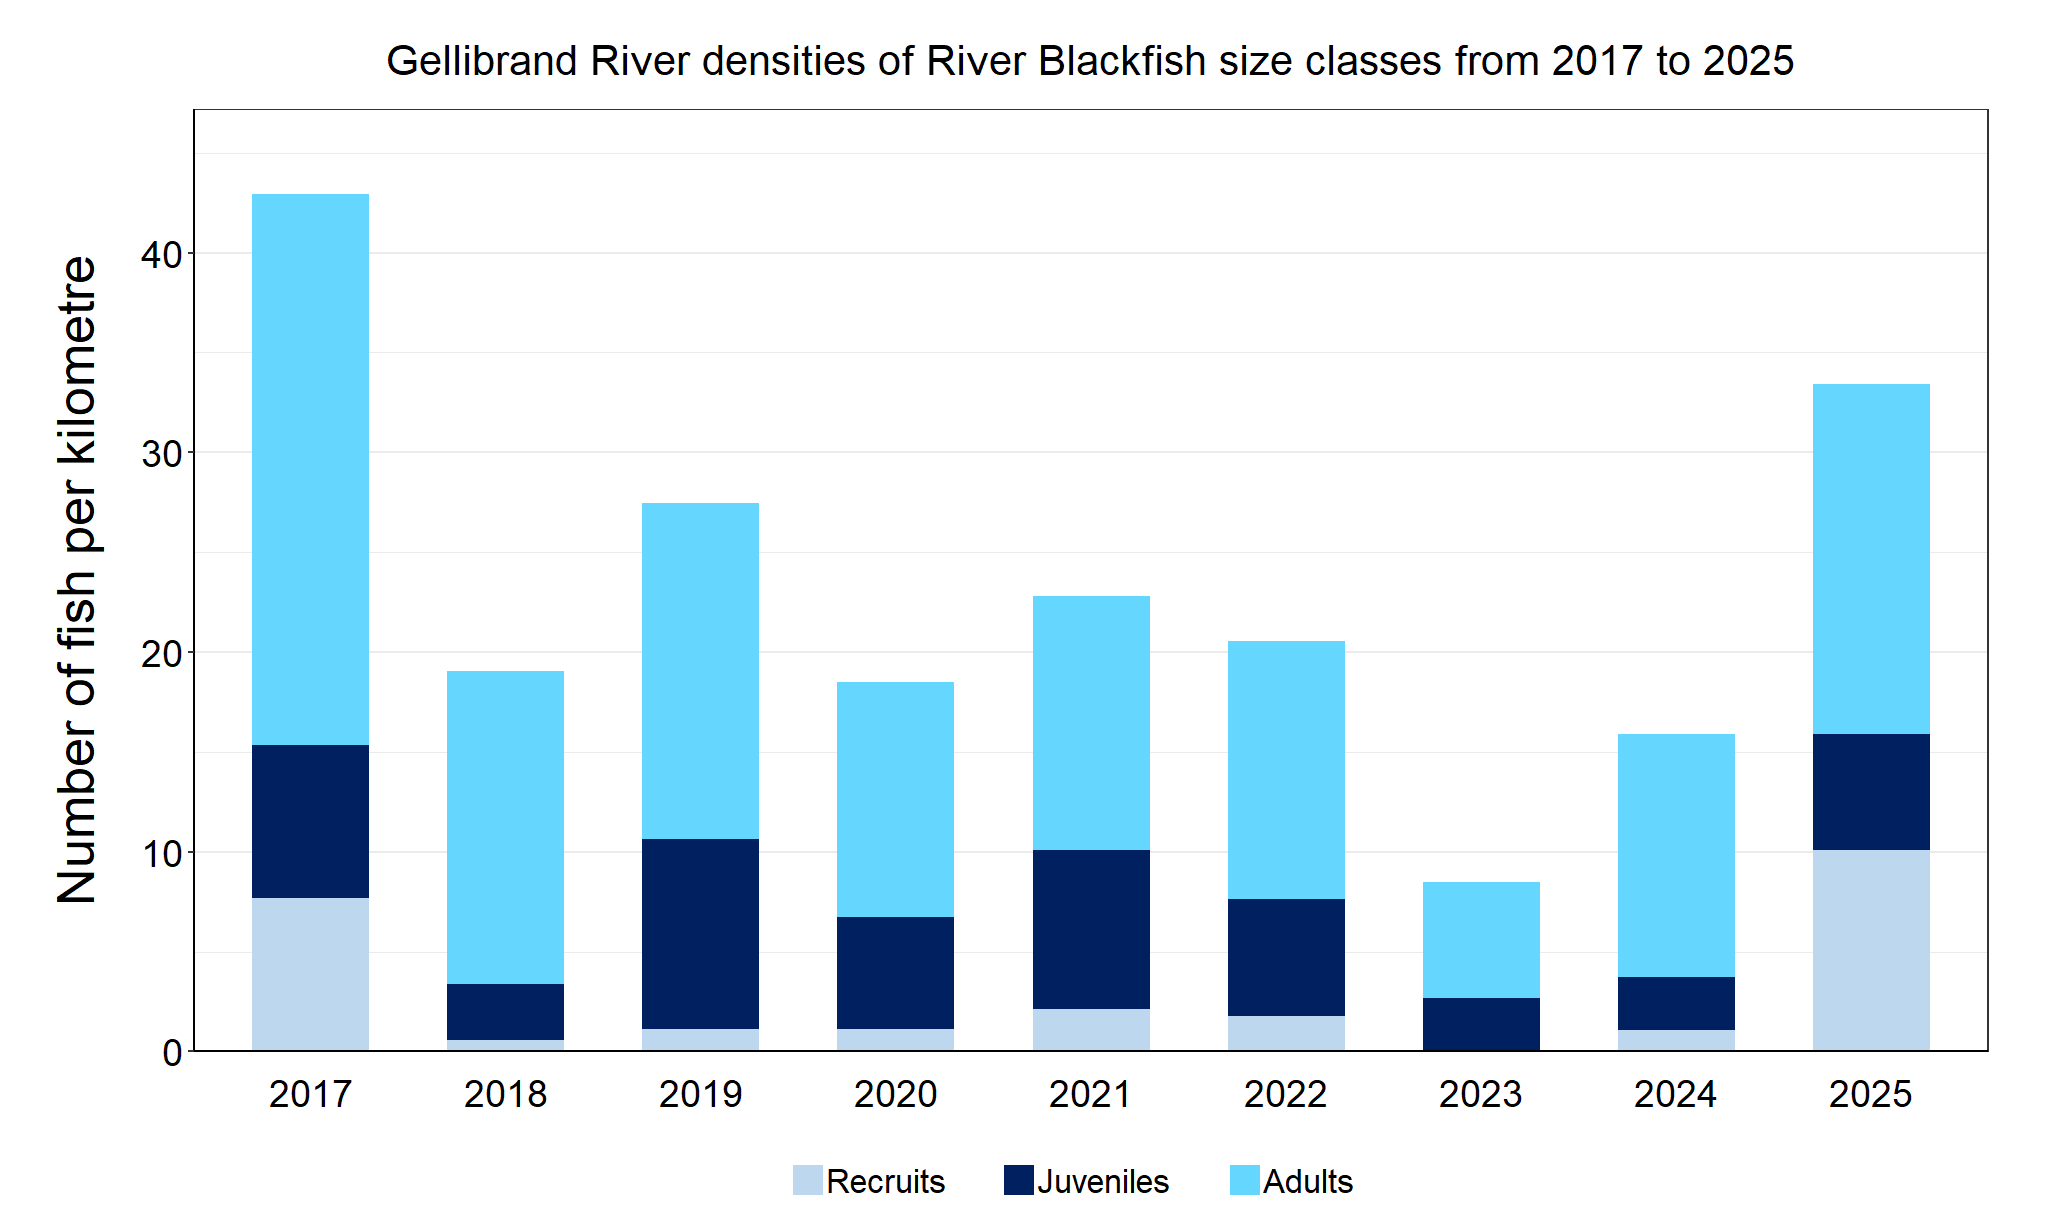 Gellibrand River densities of River Blackfish size classes from 2017 to 2025
Number of fish per kilometre
40
30
20
10
0
2017 2018 2019 2020 2021 2022 2023 2024 2025
Recruits Juveniles Adults